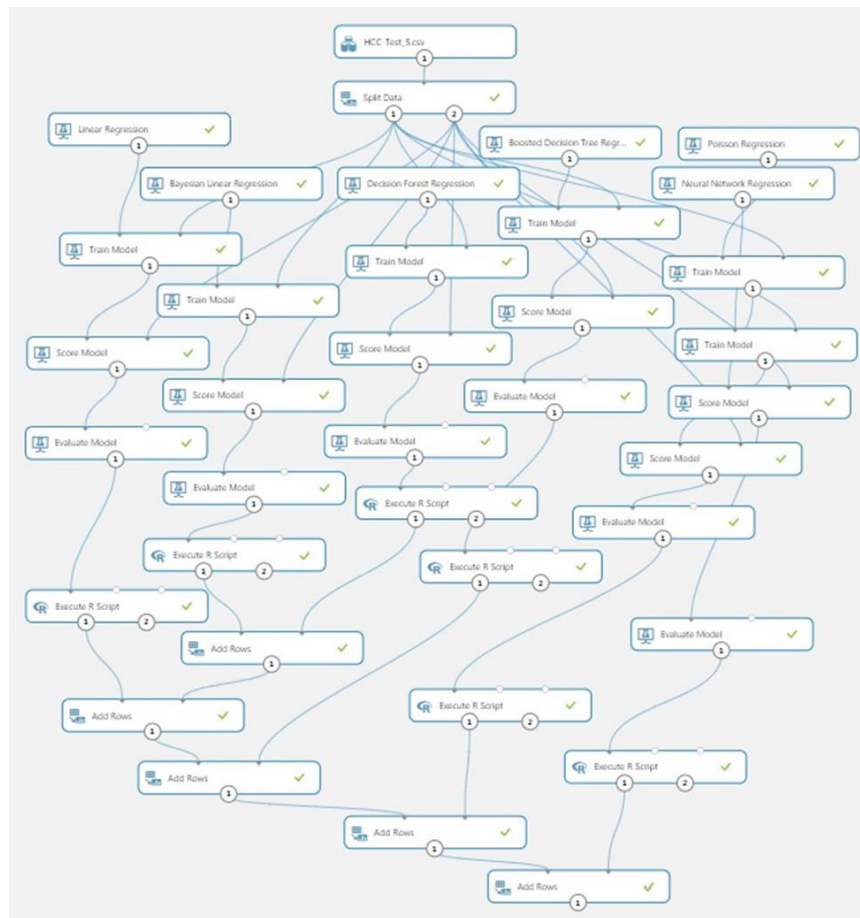 HCC Test_5.csv
1
Split Data
1 2
Linear Regression
1
Boosted Decision Tree Regr...
1
Poisson Regression
1
Bayesian Linear Regression
1
Decision Forest Regression
1
Neural Network Regression
1
Train Model
1
Train Model
1
Train Model
1
Train Model
1
Train Model
1
Score Model
1
Train Model
1
Score Model
1
Score Model
1
Score Model
1
Evaluate Model
1
Score Model
1
Evaluate Model
1
Evaluate Model
1
Score Model
1
Evaluate Model
1
Execute R Script
1 2
Evaluate Model
1
Execute R Script
1 2
Execute R Script
1 2
Execute R Script
1 2
Evaluate Model
1
Add Rows
1
Execute R Script
1 2
Add Rows
1
Execute R Script
1 2
Add Rows
1
Add Rows
1
Add Rows
1